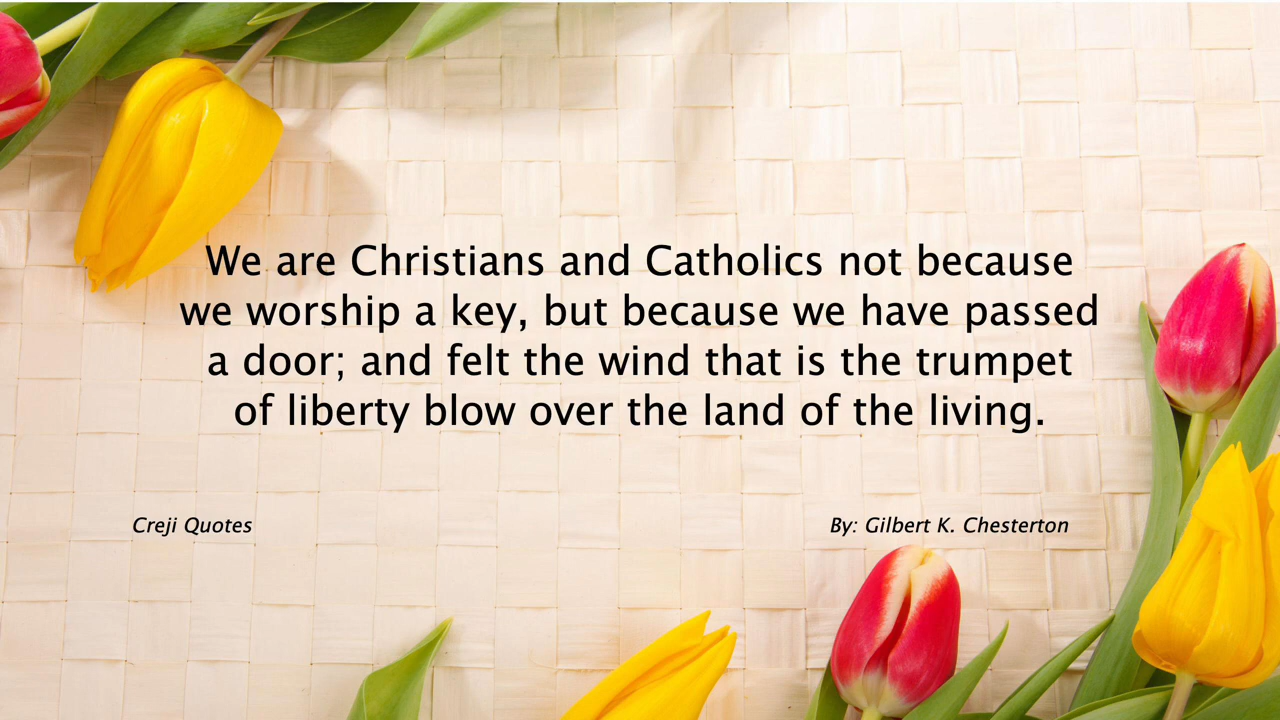 We are Christians and Catholics not because
we worship a key, but because we have passed
a door; and felt the wind that is the trumpet
of liberty blow over the land of the living.
Creji Quotes
By: Gilbert K. Chesterton